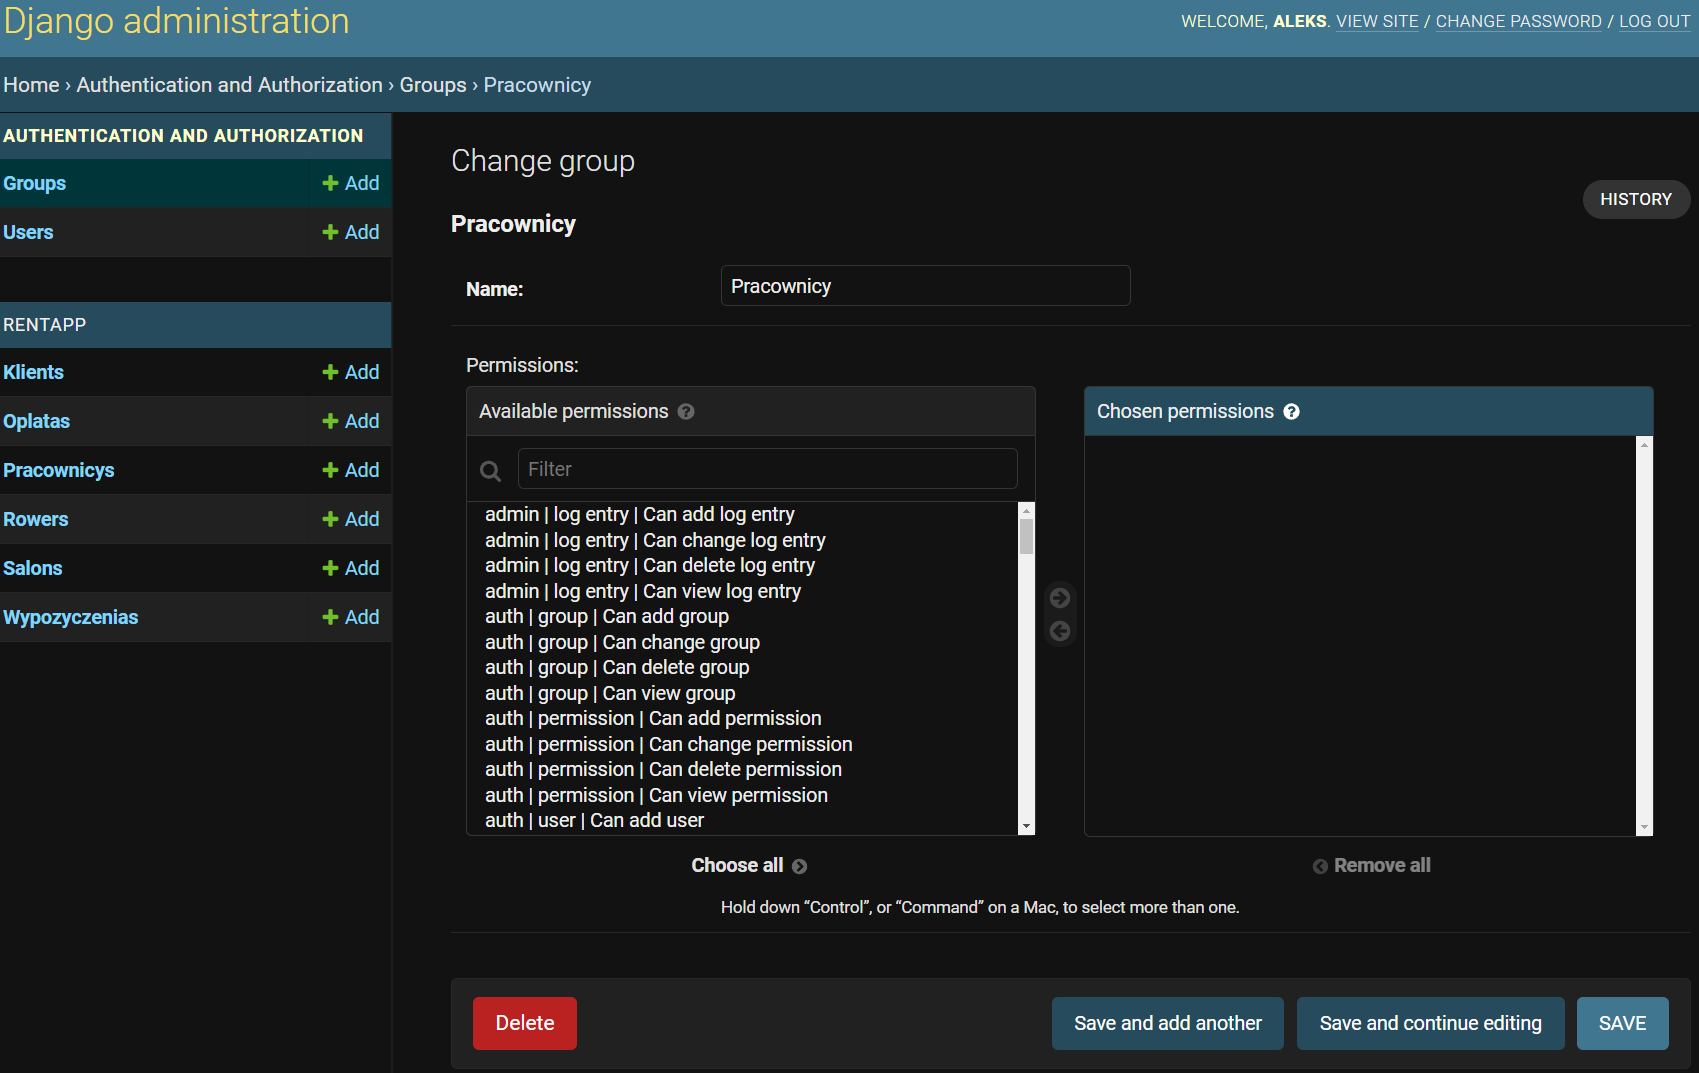 Django administration
WELCOME, ALEKS. VIEW SITE / CHANGE PASSWORD / LOG OUT
Home › Authentication and Authorization › Groups › Pracownicy
AUTHENTICATION AND AUTHORIZATION
Groups Add
Users Add
RENTAPP
Klients Add
Oplatas Add
Pracownicys Add
Rowers Add
Salons Add
Wypozyczenias Add
Change group
HISTORY
Pracownicy
Name: Pracownicy
Permissions:
Available permissions ?
Filter
admin | log entry | Can add log entry
admin | log entry | Can change log entry
admin | log entry | Can delete log entry
admin | log entry | Can view log entry
auth | group | Can add group
auth | group | Can change group
auth | group | Can delete group
auth | group | Can view group
auth | permission | Can add permission
auth | permission | Can change permission
auth | permission | Can delete permission
auth | permission | Can view permission
auth | user | Can add user
Choose all
Chosen permissions ?
Remove all
Hold down “Control”, or “Command” on a Mac, to select more than one.
Delete
Save and add another
Save and continue editing
SAVE